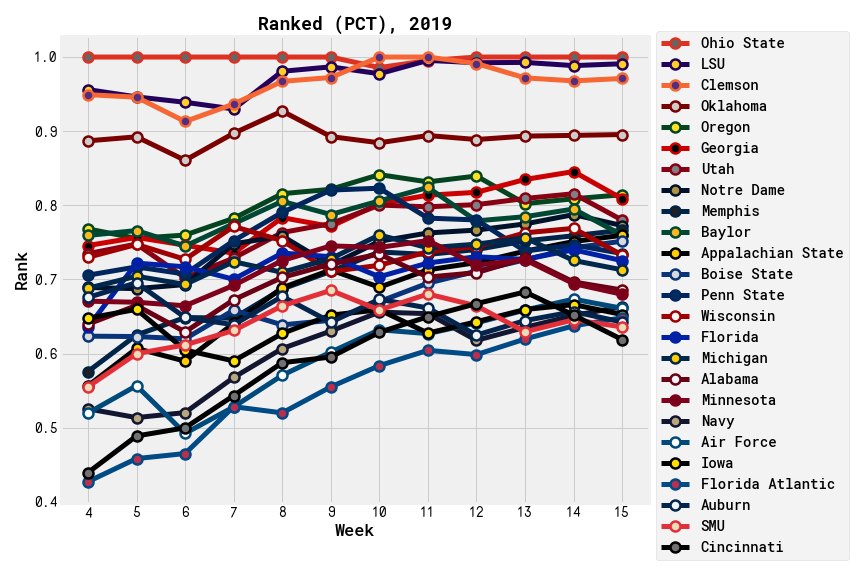 Ranked (PCT), 2019
Rank
1.0
0.9
0.8
0.7
0.6
0.5
0.4
4 5 6 7 8 9 10 11 12 13 14 15
Week
Ohio State
LSU
Clemson
Oklahoma
Oregon
Georgia
Utah
Notre Dame
Memphis
Baylor
Appalachian State
Boise State
Penn State
Wisconsin
Florida
Michigan
Alabama
Minnesota
Navy
Air Force
Iowa
Florida Atlantic
Auburn
SMU
Cincinnati